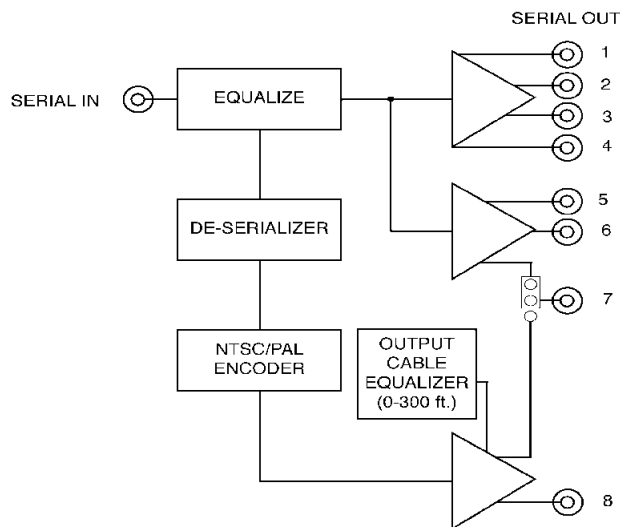 SERIAL OUT
1
SERIAL IN
EQUALIZE
2
3
4
DE-SERIALIZER
5
6
7
NTSC/PAL
ENCODER
OUTPUT
CABLE
EQUALIZER
(0-300 ft.)
8